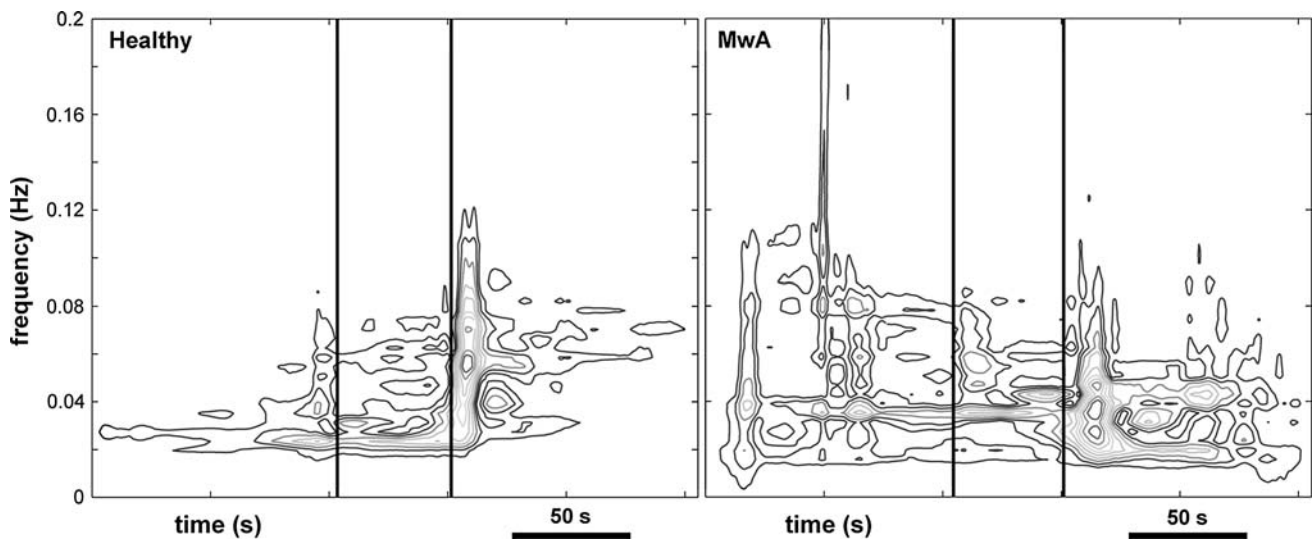 Healthy
MwA
0.2
0.16
0.12
0.08
0.04
0
frequency (Hz)
time (s)
50 s
time (s)
50 s